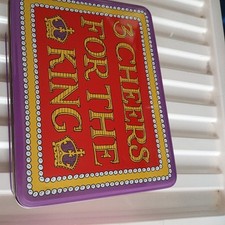 3 CHEERS
FOR THE
KING